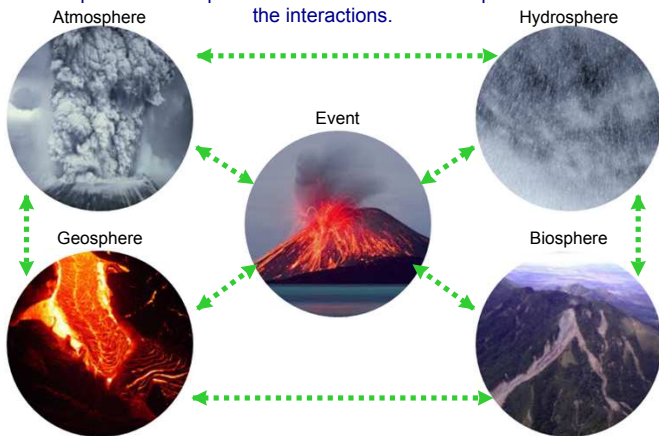 the interactions.
Atmosphere
Hydrosphere
Event
Geosphere
Biosphere